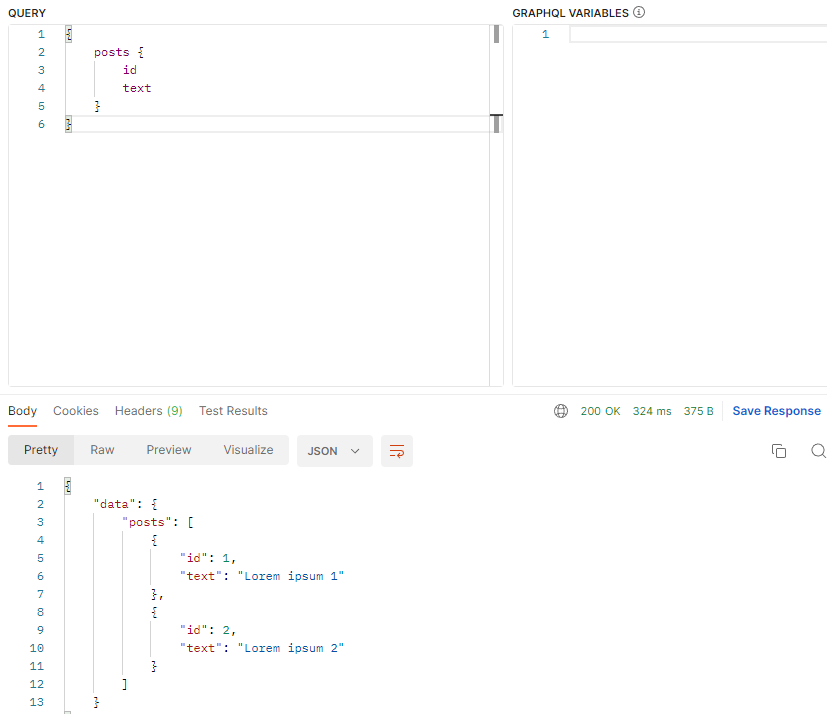 QUERY
1 {
2     posts {
3         id
4         text
5     }
6 }
GRAPHQL VARIABLES
1
Body Cookies Headers (9) Test Results
200 OK 324 ms 375 B Save Response
Pretty Raw Preview Visualize JSON
1 {
2     "data": {
3         "posts": [
4             {
5                 "id": 1,
6                 "text": "Lorem ipsum 1"
7             },
8             {
9                 "id": 2,
10                 "text": "Lorem ipsum 2"
11             }
12         ]
13     }